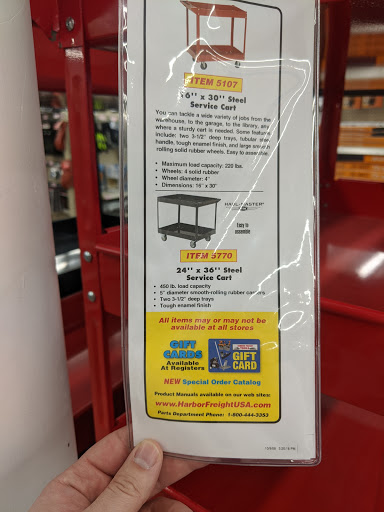 ITEM 5107
16" x 30" Steel
Service Cart
You can tackle a wide variety of jobs from the
warehouse, to the garage, to the library, any
where a sturdy cart is needed. Some features
include: two 3-1/2" deep trays, tubular side
handle, tough enamel finish, and large smooth
rolling solid rubber wheels. Easy to assemble.
• Maximum load capacity: 220 lbs.
• Wheels: 4 solid rubber
• Wheel diameter: 4"
• Dimensions: 16" x 30"
HAUL-MASTER
Easy to
assemble
ITEM 5770
24" x 36" Steel
Service Cart
• 450 lb. load capacity
• 5" diameter smooth-rolling rubber casters
• Two 3-1/2" deep trays
• Tough enamel finish
All items may or may not be
available at all stores
GIFT
CARDS
Available
At Registers
GIFT
CARD
NEW Special Order Catalog
Product Manuals available on our web sites:
www.HarborFreightUSA.com
Parts Department Phone: 1-800-444-3353